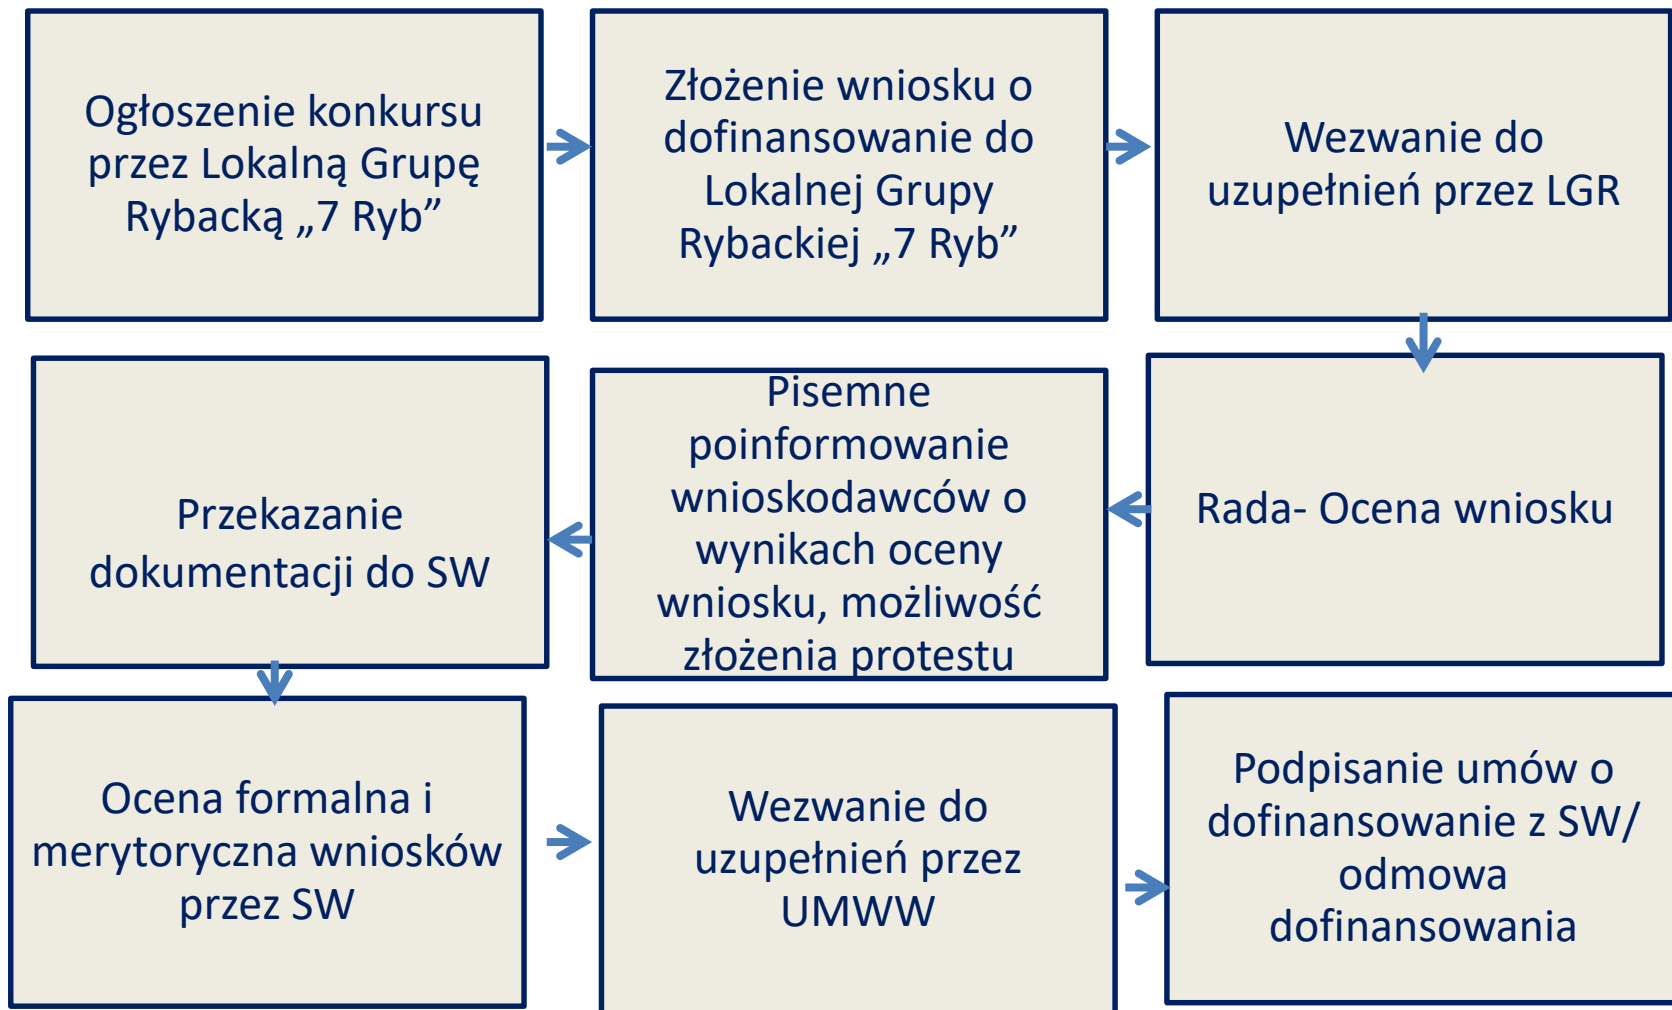 Ogłoszenie konkursu
przez Lokalną Grupę
Rybacką „7 Ryb”
Złożenie wniosku o
dofinansowanie do
Lokalnej Grupy
Rybackiej „7 Ryb”
Wezwanie do
uzupełnień przez LGR
Rada- Ocena wniosku
Pisemne
poinformowanie
wnioskodawców o
wynikach oceny
wniosku, możliwość
złożenia protestu
Przekazanie
dokumentacji do SW
Ocena formalna i
merytoryczna wniosków
przez SW
Wezwanie do
uzupełnień przez
UMWW
Podpisanie umów o
dofinansowanie z SW/
odmowa
dofinansowania